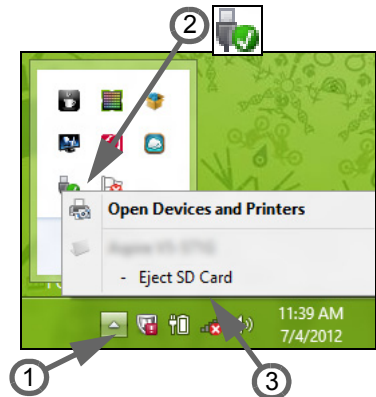 2
Open Devices and Printers
- Eject SD Card
11:39 AM
7/4/2012
1
3